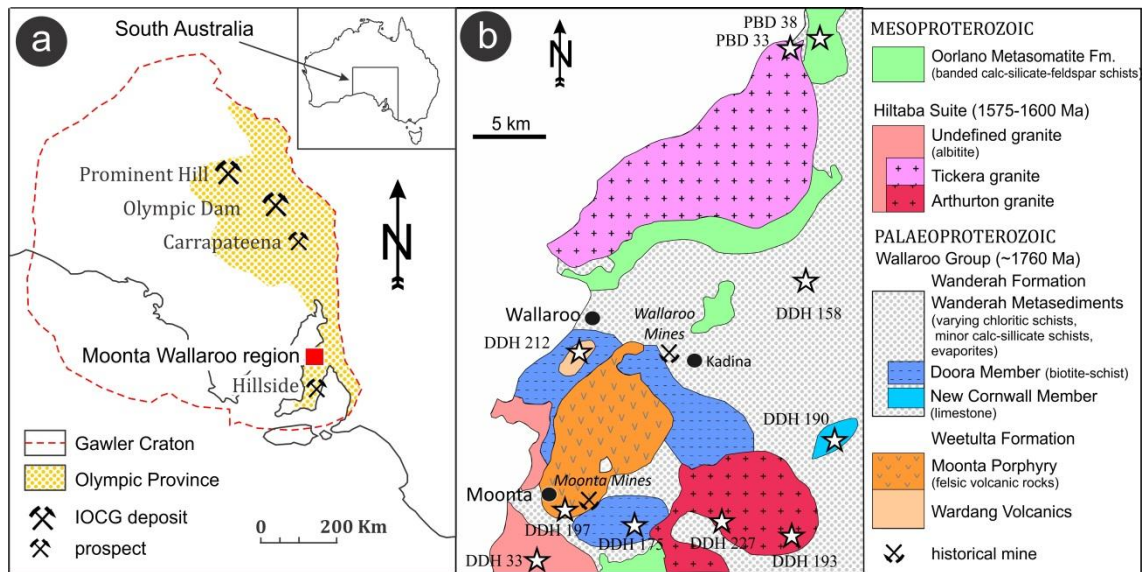 a
South Australia
N
Prominent Hill
Olympic Dam
Carrapateena
Moonta Wallaroo region
Hillside
Gawler Craton
Olympic Province
IOCG deposit
prospect
0 200 Km
b
N
5 km
PBD 38
PBD 33
DDH 158
Wallaroo
Wallaroo
Mines
DDH 212
Kadina
DDH 190
Moonta
Moonta Mines
DDH 197
DDH 175
DDH 227
DDH 193
DDH 33
MESOPROTEROZOIC
Oorlano Metasomatite Fm.
(banded calc-silicate-feldspar schists)
Hiltaba Suite (1575-1600 Ma)
Undefined granite
(albitite)
Tickera granite
Arthurton granite
PALAEOPROTEROZOIC
Wallaroo Group (~1760 Ma)
Wanderah Formation
Wanderah Metasediments
(varying chloritic schists,
minor calc-sillicate schists,
evaporites)
Doora Member (biotite-schist)
New Cornwall Member
(limestone)
Weetulta Formation
Moonta Porphyry
(felsic volcanic rocks)
Wardang Volcanics
historical mine